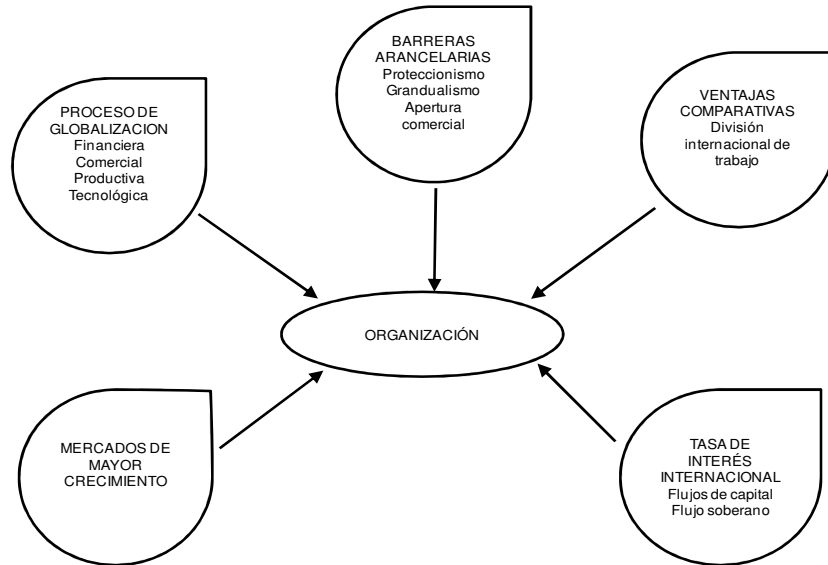 BARRERAS
ARANCELARIAS
Proteccionismo
Grandualismo
Apertura
comercial
PROCESO DE
GLOBALIZACION
Financiera
Comercial
Productiva
Tecnológica
VENTAJAS
COMPARATIVAS
División
internacional de
trabajo
ORGANIZACIÓN
MERCADOS DE
MAYOR
CRECIMIENTO
TASA DE
INTERÉS
INTERNACIONAL
Flujos de capital
Flujo soberano